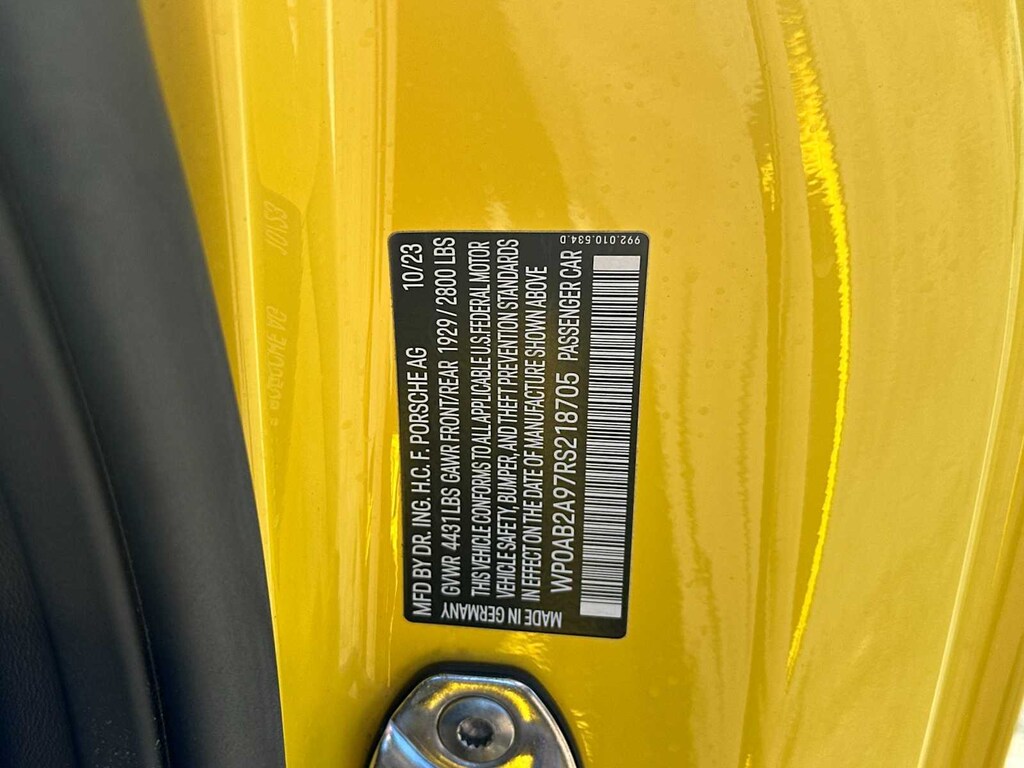 MFD BY DR. ING. H.C. F. PORSCHE AG 10/23
GVWR 4431 LBS GAWR FRONT/REAR 1929 / 2800 LBS
THIS VEHICLE CONFORMS TO ALL APPLICABLE U.S. FEDERAL MOTOR
VEHICLE SAFETY, BUMPER, AND THEFT PREVENTION STANDARDS
IN EFFECT ON THE DATE OF MANUFACTURE SHOWN ABOVE
MADE IN GERMANY
WP0AB2A97RS218705 PASSENGER CAR
992.010.534.D